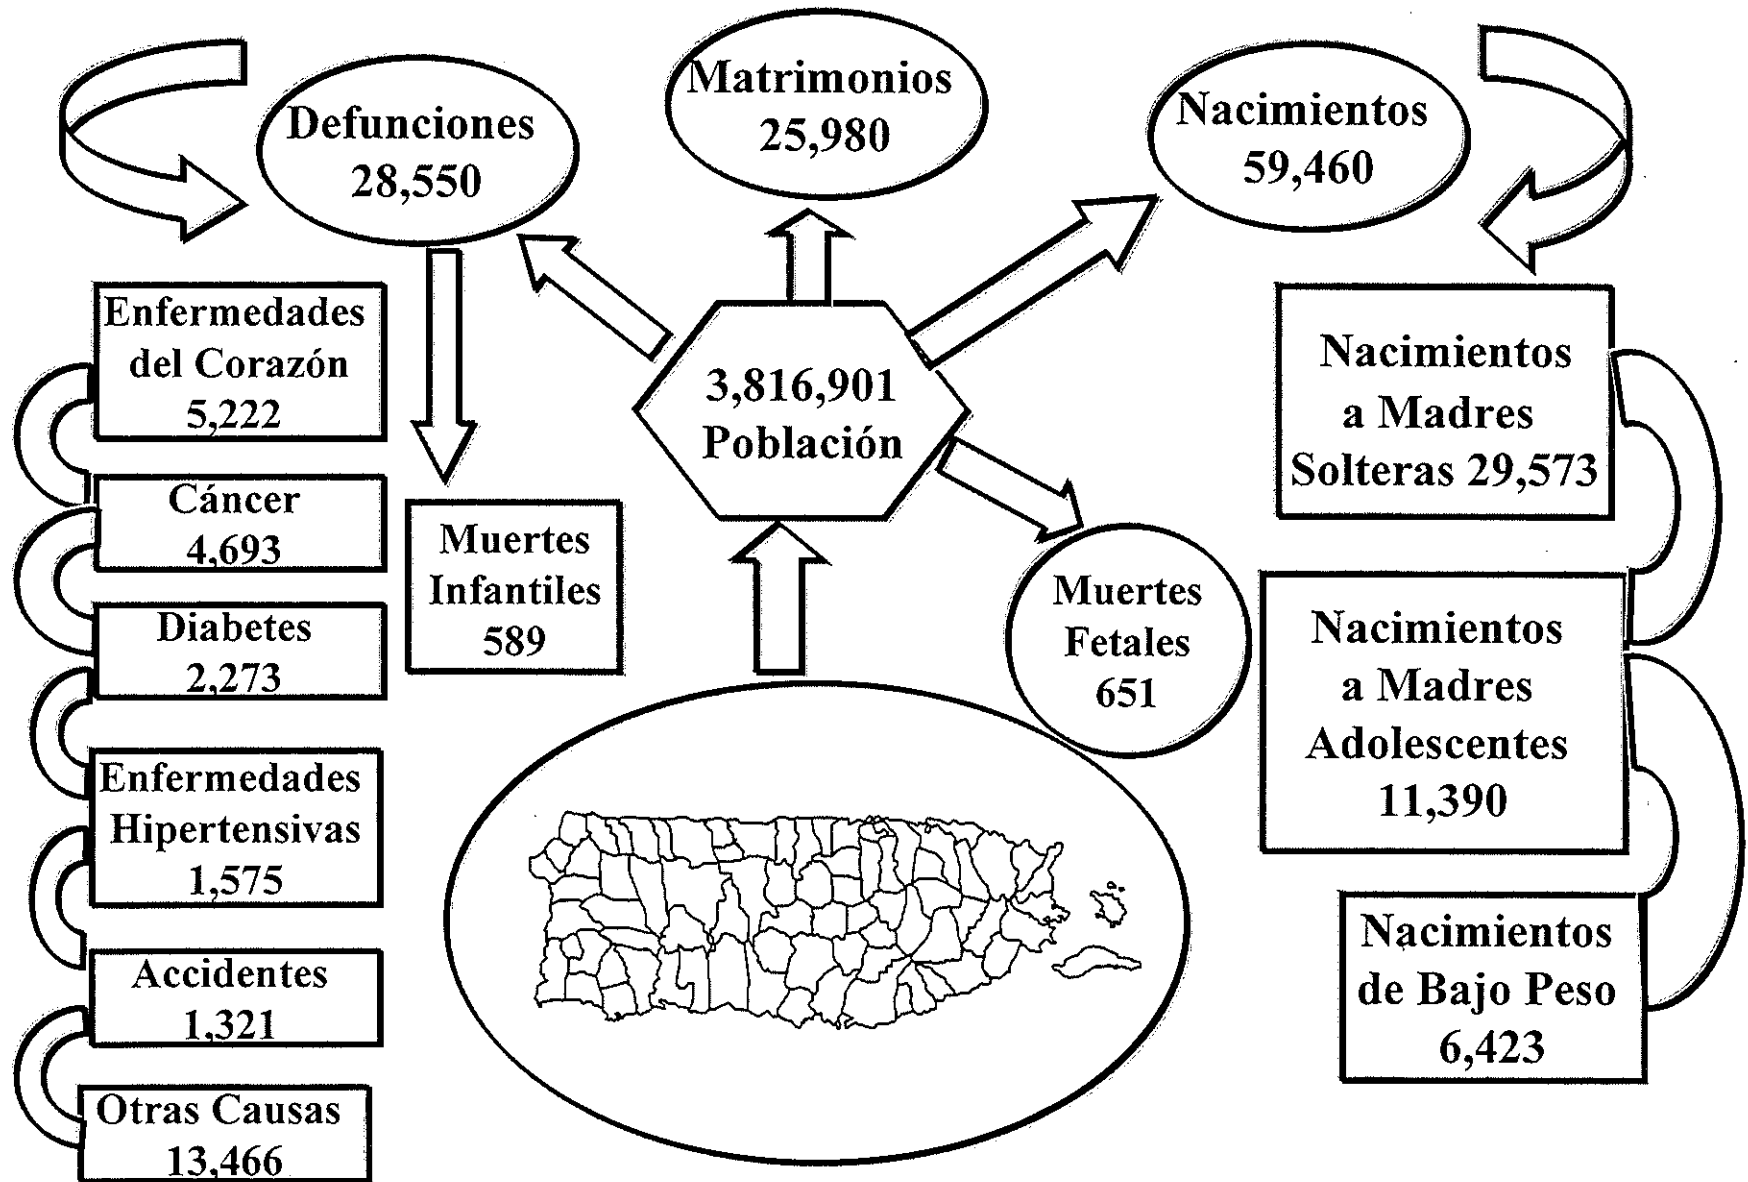 Defunciones
28,550
Matrimonios
25,980
Nacimientos
59,460
3,816,901
Población
Enfermedades
del Corazón
5,222
Cáncer
4,693
Diabetes
2,273
Enfermedades
Hipertensivas
1,575
Accidentes
1,321
Otras Causas
13,466
Muertes
Infantiles
589
Muertes
Fetales
651
Nacimientos
a Madres
Solteras 29,573
Nacimientos
a Madres
Adolescentes
11,390
Nacimientos
de Bajo Peso
6,423